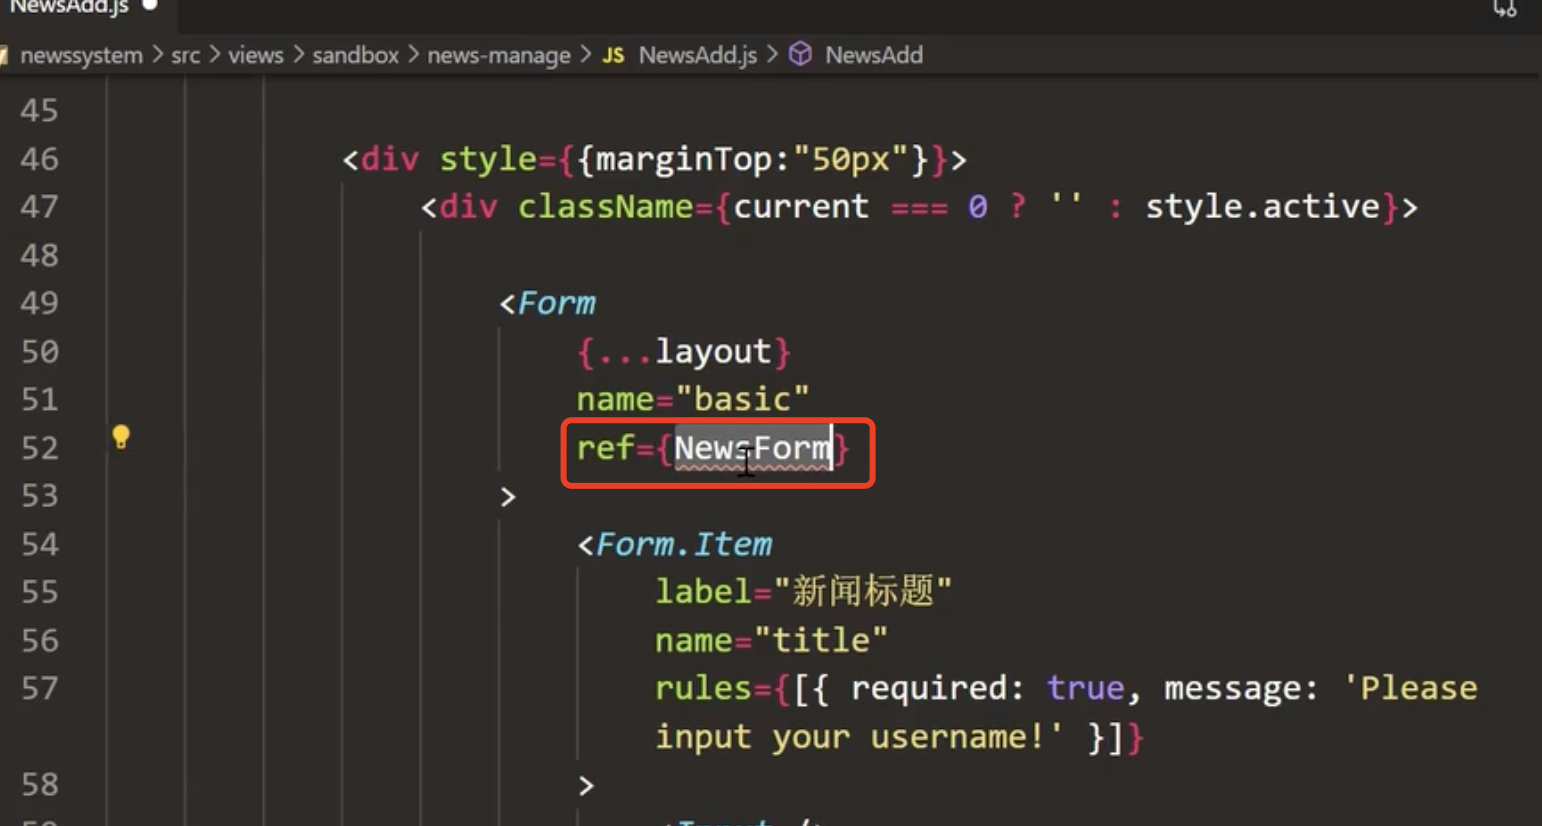 NewsAdd.js
newssystem > src > views > sandbox > news-manage > JS NewsAdd.js > NewsAdd
45
46 <div style={{marginTop:"50px"}}>
47 <div className={current === 0 ? '' : style.active}>
48
49 <Form
50 {...layout}
51 name="basic"
52 ref={NewsForm}
53 >
54 <Form.Item
55 label="新闻标题"
56 name="title"
57 rules={[{ required: true, message: 'Please
input your username!' }]}
58 >